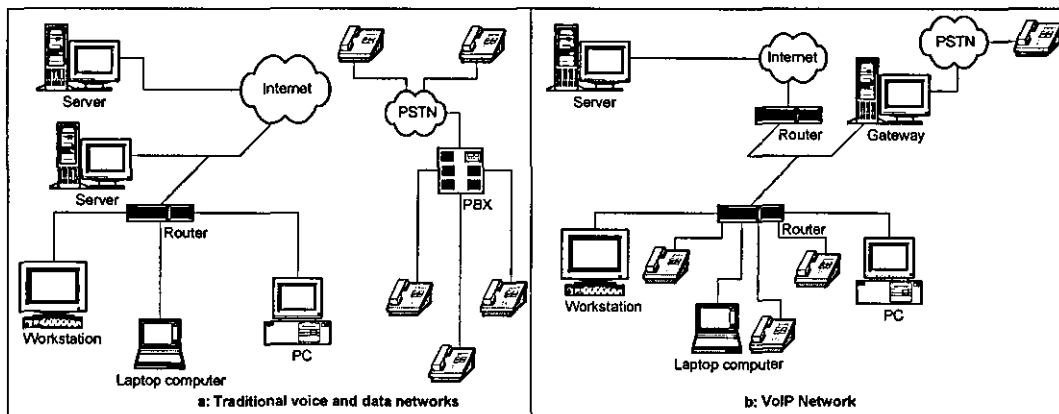 Server
Internet
PSTN
Server
PBX
Router
Workstation
PC
Laptop computer
a: Traditional voice and data networks
PSTN
Internet
Server
Router
Gateway
Router
Workstation
PC
Laptop computer
b: VoIP Network